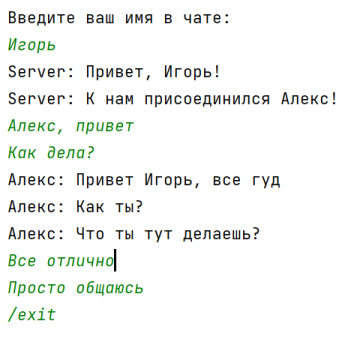 Введите ваш имя в чате:
Игорь
Server: Привет, Игорь!
Server: К нам присоединился Алекс!
Алекс, привет
Как дела?
Алекс: Привет Игорь, все гуд
Алекс: Как ты?
Алекс: Что ты тут делаешь?
Все отлично
Просто общаюсь
/exit